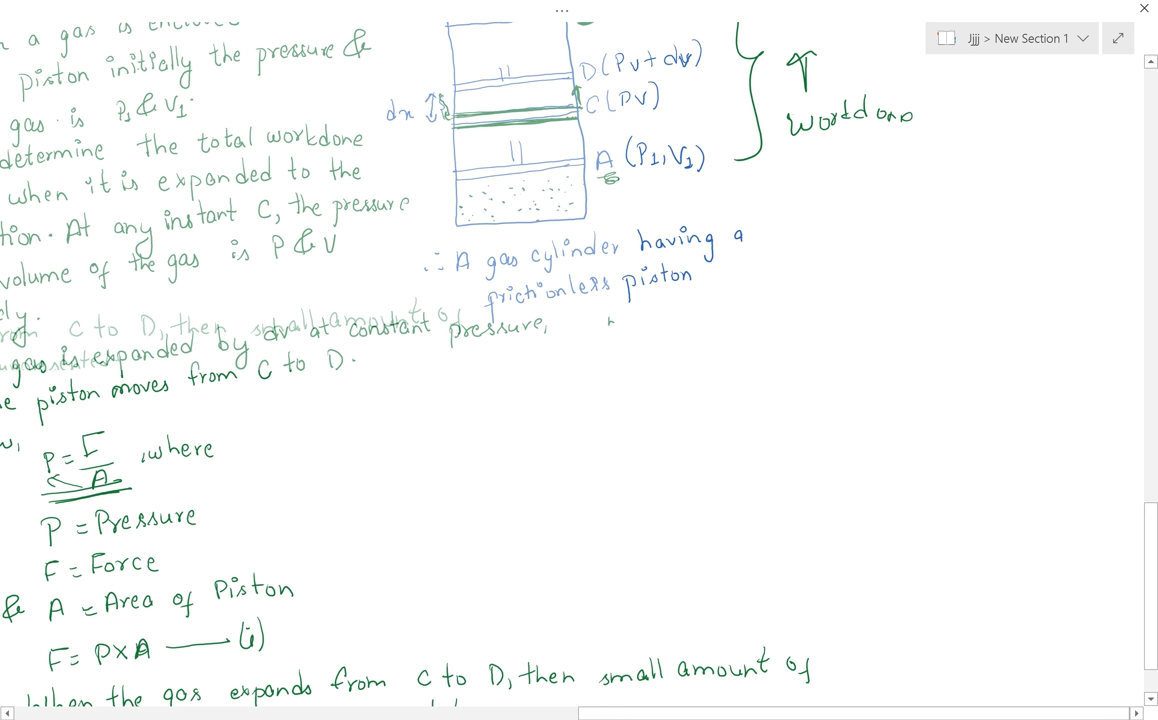 a gas is
piston initially the pressure &
gas is P1 & V1.
determine the total workdone
when it is expanded to the
tion. At any instant C, the pressure
volume of the gas is P & V
ely.
from C to D, then small amount of
gas is expanded by dv at constant pressure,
e piston moves from C to D.
P = F/A, where
P = Pressure
F = Force
& A = Area of Piston
F = P×A —— (i)
When the gas expands from C to D, then small amount of
D (Pv + dv)
dx
C (PV)
A (P1, V1)
workdone
∴ A gas cylinder having a
frictionless piston
Jjjj > New Section 1